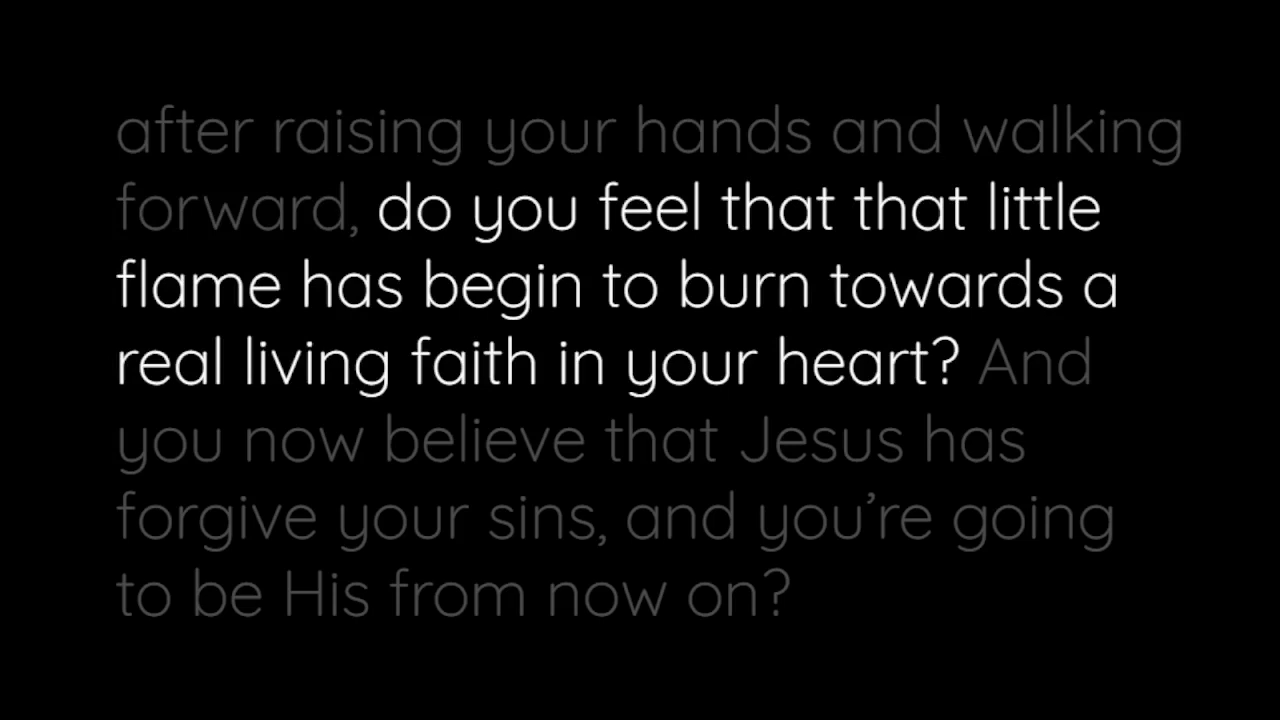 after raising your hands and walking
forward, do you feel that that little
flame has begin to burn towards a
real living faith in your heart? And
you now believe that Jesus has
forgive your sins, and you’re going
to be His from now on?